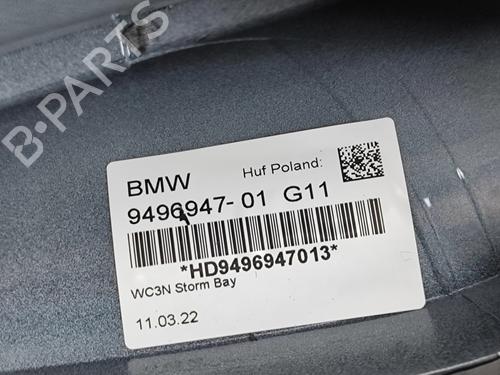 B-PARTS
BMW
Huf Poland:
9496947-01 G11
*HD9496947013*
WC3N Storm Bay
11.03.22